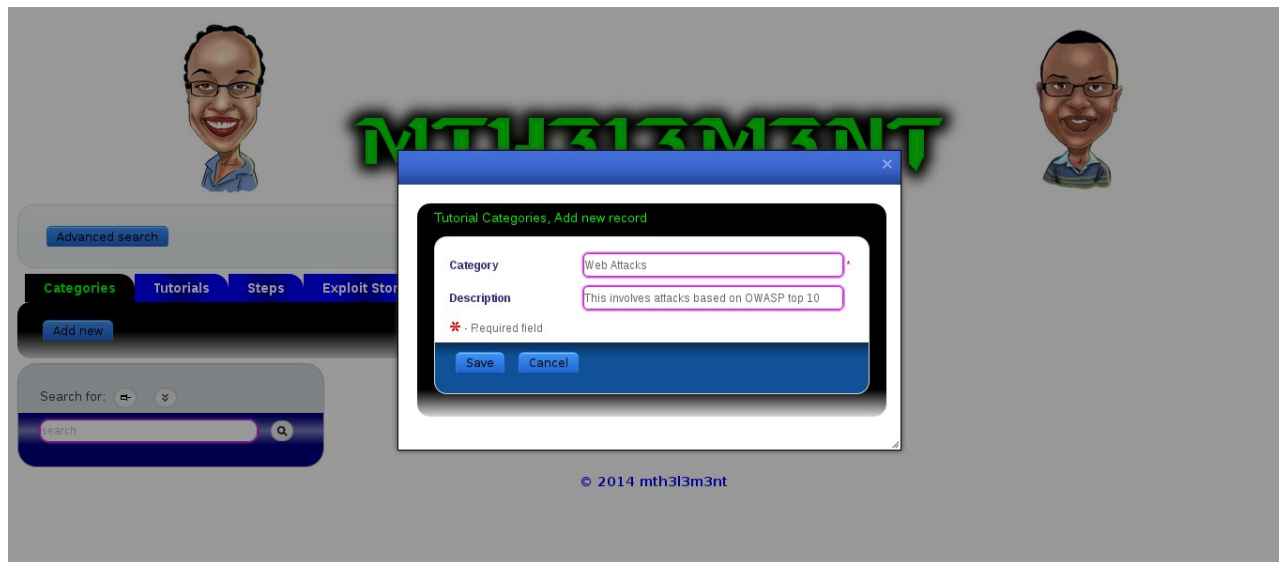 MTH3L3M3NT
×
Tutorial Categories, Add new record
Category Web Attacks *
Description This involves attacks based on OWASP top 10
* - Required field
Save Cancel
Advanced search
Categories Tutorials Steps Exploit Stor
Add new
Search for:
search
© 2014 mth3l3m3nt